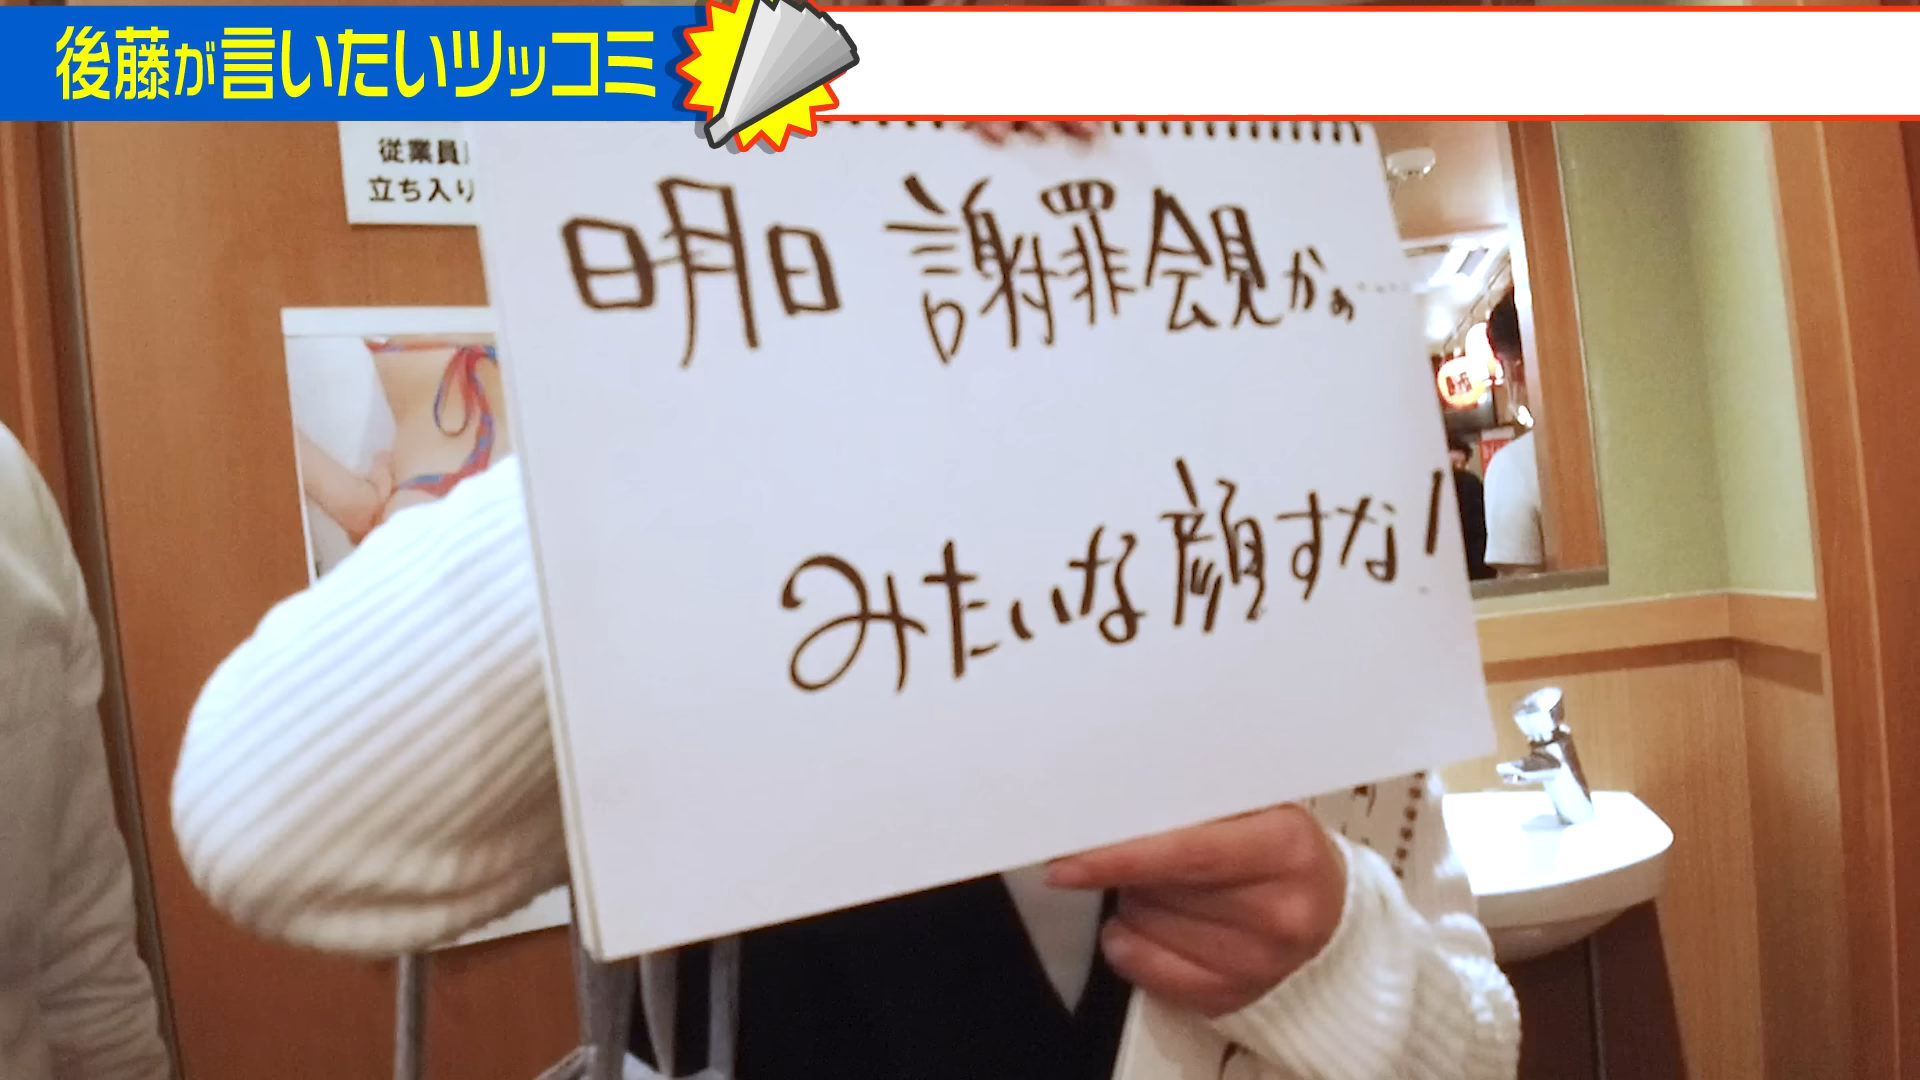 後藤が言いたいツッコミ
従業員
立ち入り
明日 謝罪会見かぁ……
みたいな顔すな!